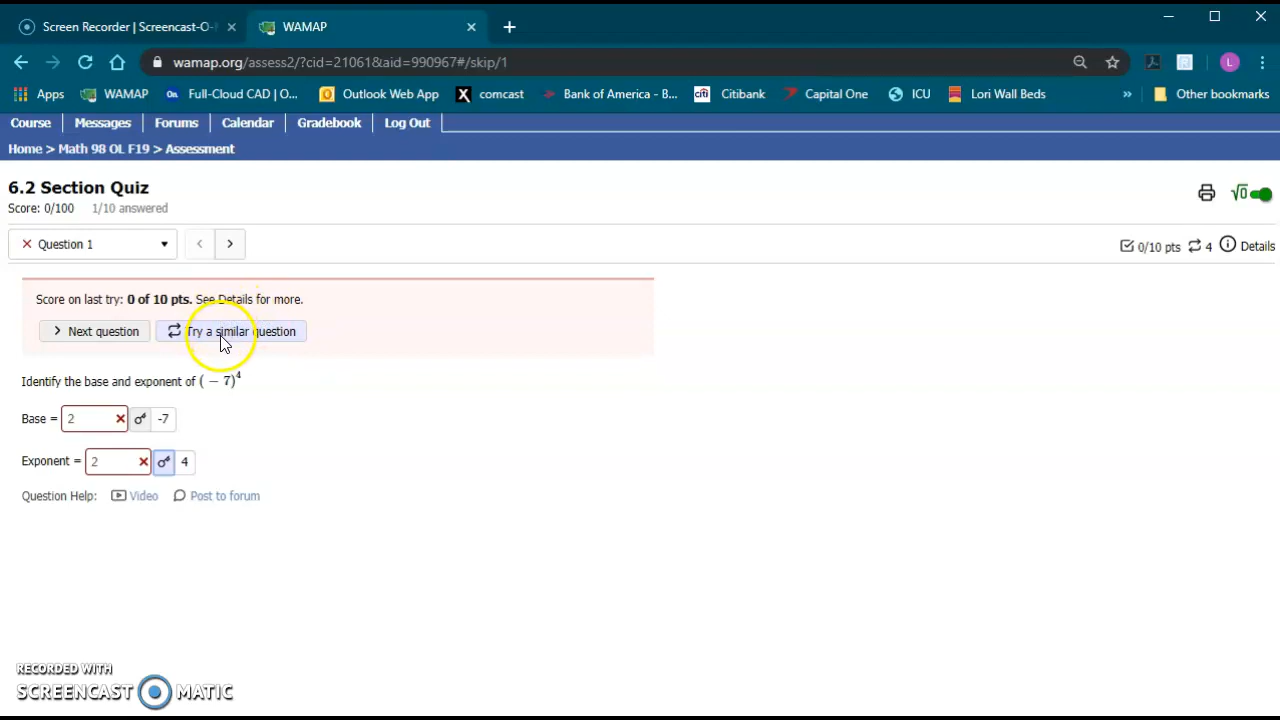 Screen Recorder | Screencast-O-
WAMAP
wamap.org/assess2/?cid=21061&aid=990967#/skip/1
L
Apps
WAMAP
On
Full-Cloud CAD | O...
Outlook Web App
X
comcast
Bank of America - B...
citi
Citibank
Capital One
ICU
Lori Wall Beds
»
Other bookmarks
Course
Messages
Forums
Calendar
Gradebook
Log Out
Home > Math 98 OL F19 > Assessment
6.2 Section Quiz
Score: 0/100 1/10 answered
√0
Question 1
0/10 pts 4 Details
Score on last try: 0 of 10 pts. See Details for more.
Next question
Try a similar question
Identify the base and exponent of (− 7)⁴
Base = 2 -7
Exponent = 2 4
Question Help: Video Post to forum
RECORDED WITH
SCREENCAST MATIC